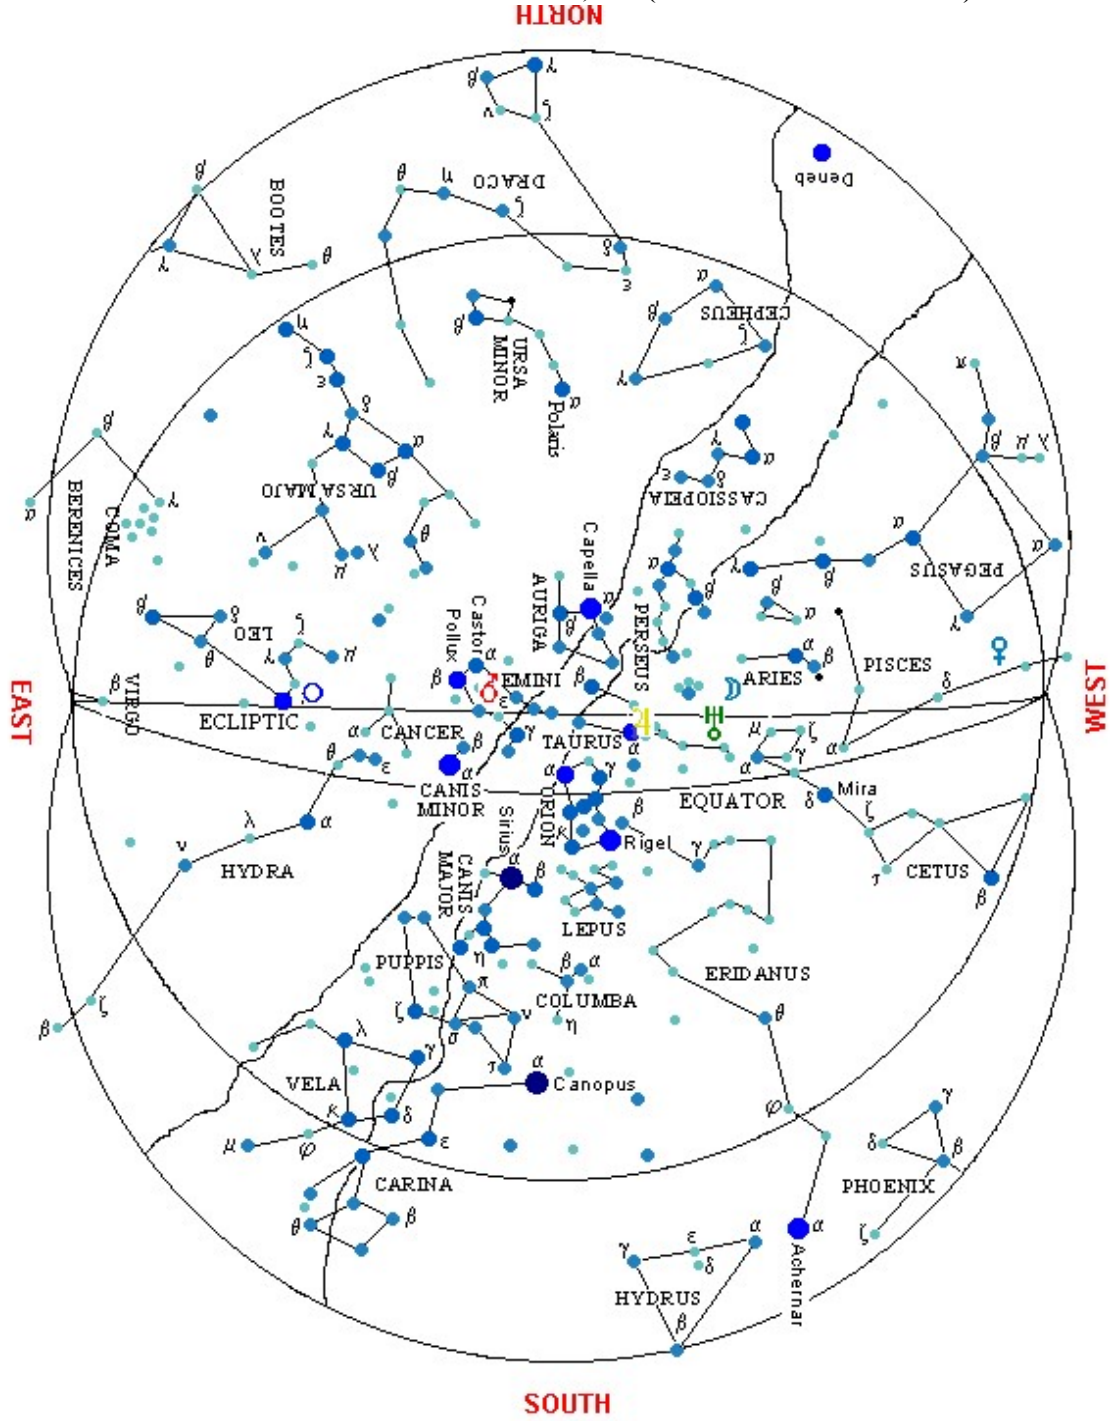 NORTH
γ
β
ν
ζ
Deneb
β
BOOTES
θ
η
DRACO
ζ
γ
λ
θ
δ
ε
α
β
CEPHEUS
ζ
γ
η
ζ
ε
δ
γ
α
β
URSA MAJO
β
URSA
MINOR
α
Polaris
π
β
μ
λ
γ
α
δ
ε
CASSIOPEIA
β
α
γ
COMA
BERENICES
ν
μ
λ
θ
α
β
γ
α
PEGASUS
γ
Capella
α
β
AURIGA
α
β
PERSEUS
β
α
β
δ
LEO
θ
ζ
γ
μ
Castor
α
Pollux
β
♂
EMINI
ε
γ
β
ARIES
α
β
PISCES
δ
α
♀
☽
EAST
WEST
β
VIRGO
ECLIPTIC
CANCER
α
TAURUS
α
♃
♅
μ
ζ
γ
α
θ
ε
β
α
CANIS
MINOR
α
γ
ORION
κ
β
Rigel
EQUATOR
δ
Mira
ζ
τ
CETUS
β
α
λ
ν
HYDRA
Sirius
α
β
CANIS
MAJOR
η
LEPUS
γ
ERIDANUS
PUPPIS
π
ζ
σ
ν
τ
β
α
COLUMBA
η
θ
β
ζ
λ
γ
VELA
κ
δ
μ
φ
α
Canopus
ε
CARINA
θ
β
φ
α
Achernar
γ
δ
β
PHOENIX
ζ
α
ε
δ
γ
HYDRUS
β
SOUTH